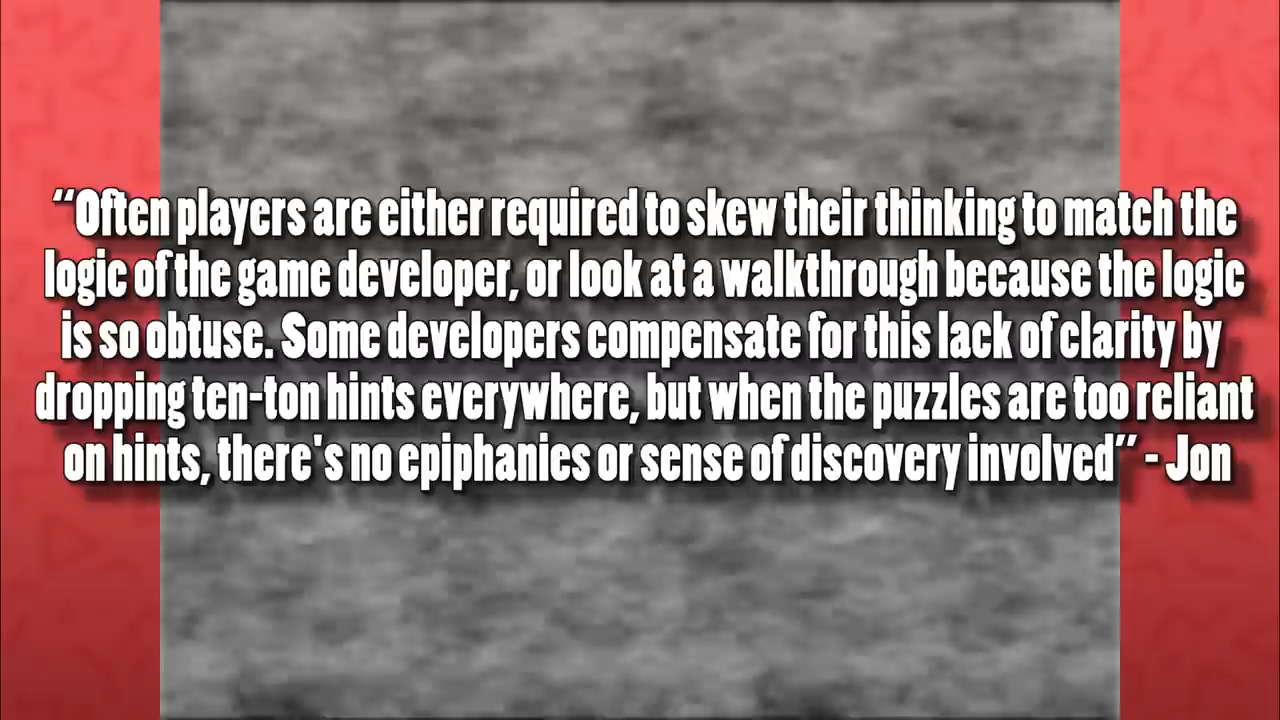 “Often players are either required to skew their thinking to match the
logic of the game developer, or look at a walkthrough because the logic
is so obtuse. Some developers compensate for this lack of clarity by
dropping ten-ton hints everywhere, but when the puzzles are too reliant
on hints, there's no epiphanies or sense of discovery involved” - Jon